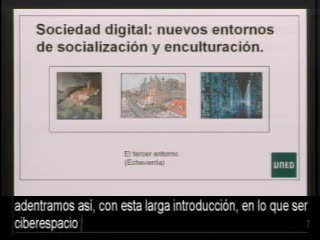 Sociedad digital: nuevos entornos
de socialización y enculturación.
El tercer entorno
(Echeverría)
UNED
adentramos así, con esta larga introducción, en lo que ser
ciberespacio